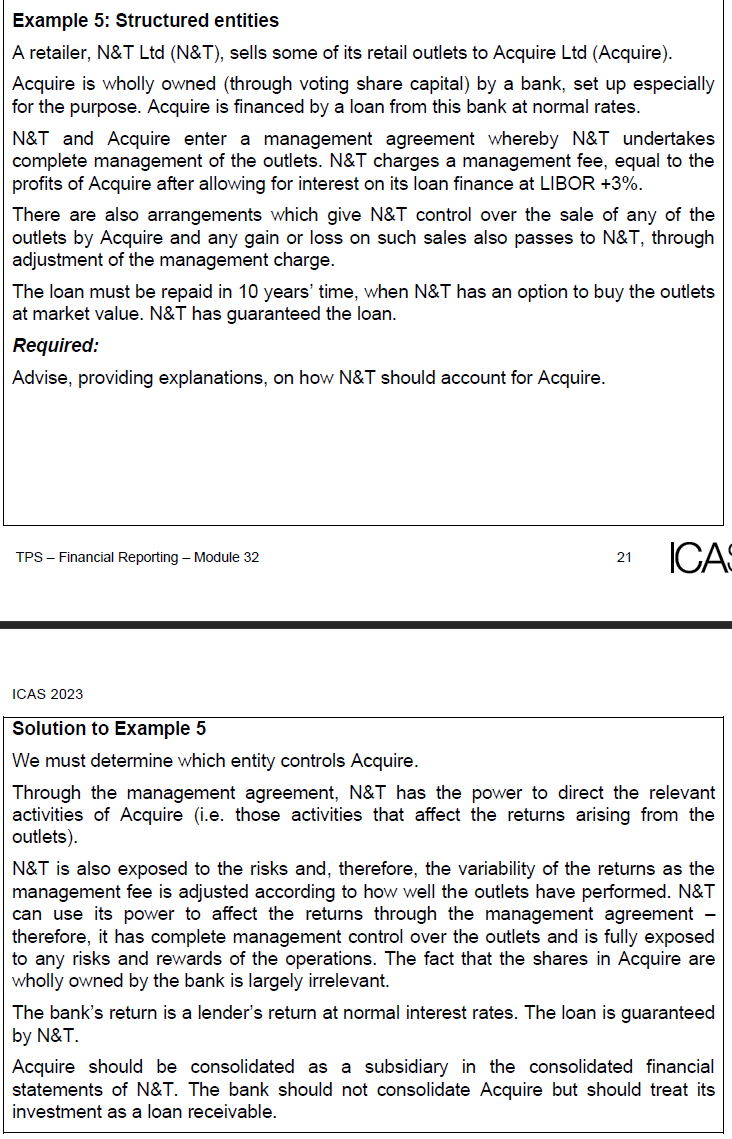 Example 5: Structured entities
A retailer, N&T Ltd (N&T), sells some of its retail outlets to Acquire Ltd (Acquire).
Acquire is wholly owned (through voting share capital) by a bank, set up especially
for the purpose. Acquire is financed by a loan from this bank at normal rates.
N&T and Acquire enter a management agreement whereby N&T undertakes
complete management of the outlets. N&T charges a management fee, equal to the
profits of Acquire after allowing for interest on its loan finance at LIBOR +3%.
There are also arrangements which give N&T control over the sale of any of the
outlets by Acquire and any gain or loss on such sales also passes to N&T, through
adjustment of the management charge.
The loan must be repaid in 10 years’ time, when N&T has an option to buy the outlets
at market value. N&T has guaranteed the loan.
Required:
Advise, providing explanations, on how N&T should account for Acquire.
TPS – Financial Reporting – Module 32
21
ICAS
ICAS 2023
Solution to Example 5
We must determine which entity controls Acquire.
Through the management agreement, N&T has the power to direct the relevant
activities of Acquire (i.e. those activities that affect the returns arising from the
outlets).
N&T is also exposed to the risks and, therefore, the variability of the returns as the
management fee is adjusted according to how well the outlets have performed. N&T
can use its power to affect the returns through the management agreement –
therefore, it has complete management control over the outlets and is fully exposed
to any risks and rewards of the operations. The fact that the shares in Acquire are
wholly owned by the bank is largely irrelevant.
The bank’s return is a lender’s return at normal interest rates. The loan is guaranteed
by N&T.
Acquire should be consolidated as a subsidiary in the consolidated financial
statements of N&T. The bank should not consolidate Acquire but should treat its
investment as a loan receivable.